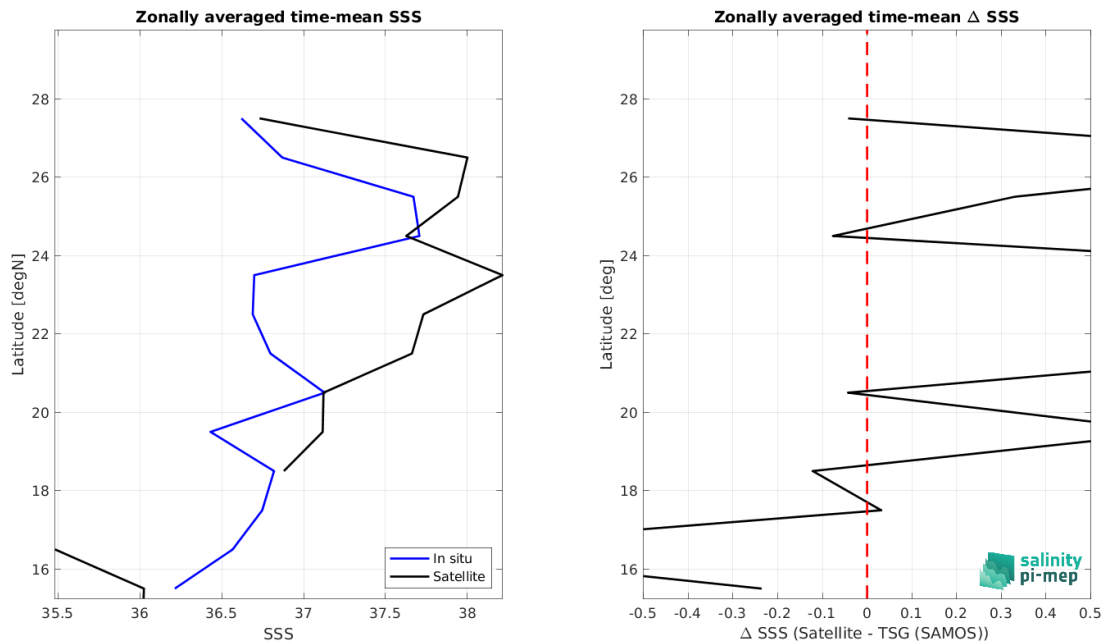 Zonally averaged time-mean SSS
Latitude [degN]
28
26
24
22
20
18
16
35.5 36 36.5 37 37.5 38
SSS
In situ
Satellite
Zonally averaged time-mean Δ SSS
Latitude [deg]
28
26
24
22
20
18
16
-0.5 -0.4 -0.3 -0.2 -0.1 0 0.1 0.2 0.3 0.4 0.5
Δ SSS (Satellite - TSG (SAMOS))
salinity
pi-mep